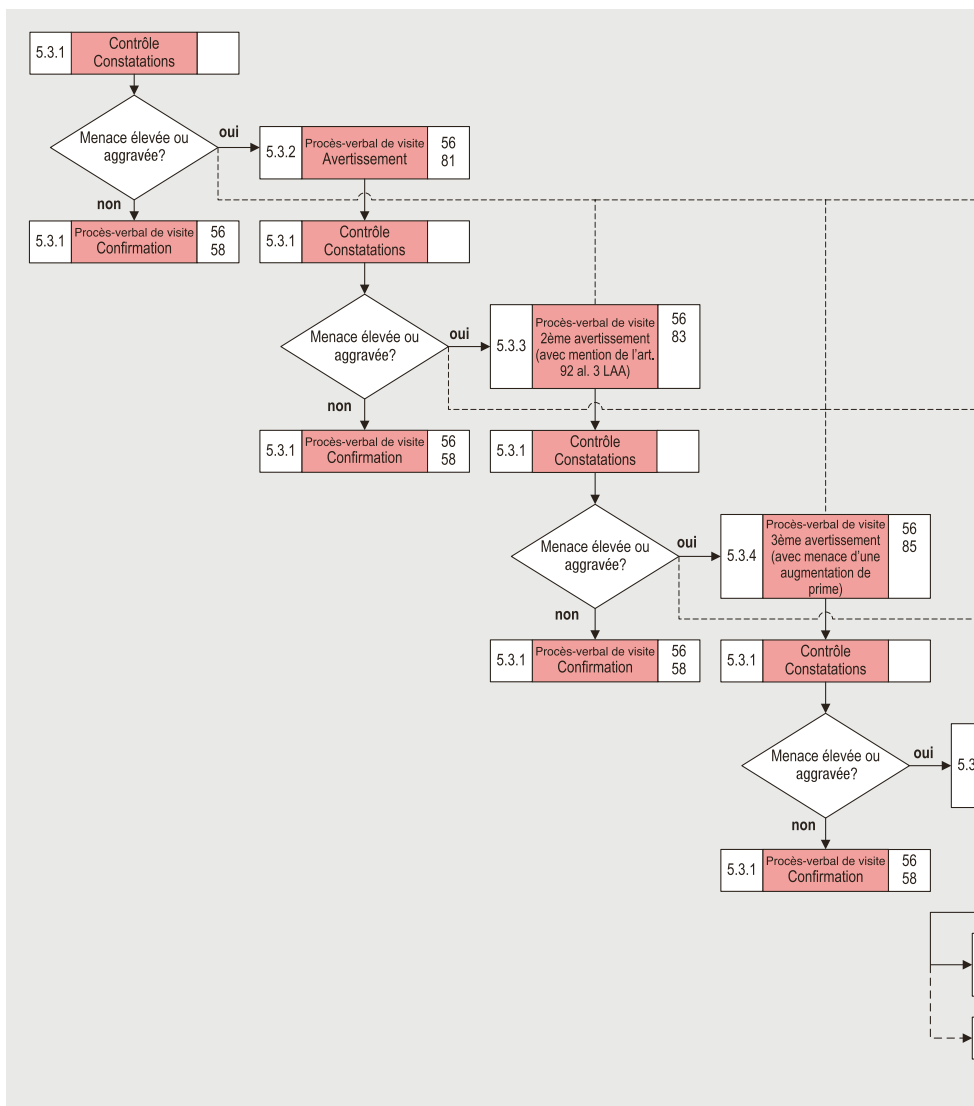 5.3.1
Contrôle
Constatations
Menace élevée ou
aggravée?
oui
non
5.3.2
Procès-verbal de visite
Avertissement
56
81
5.3.1
Procès-verbal de visite
Confirmation
56
58
5.3.1
Contrôle
Constatations
Menace élevée ou
aggravée?
oui
non
5.3.3
Procès-verbal de visite
2ème avertissement
(avec mention de l'art.
92 al. 3 LAA)
56
83
5.3.1
Procès-verbal de visite
Confirmation
56
58
5.3.1
Contrôle
Constatations
Menace élevée ou
aggravée?
oui
non
5.3.4
Procès-verbal de visite
3ème avertissement
(avec menace d'une
augmentation de
prime)
56
85
5.3.1
Procès-verbal de visite
Confirmation
56
58
5.3.1
Contrôle
Constatations
Menace élevée ou
aggravée?
oui
non
5.3.1
Procès-verbal de visite
Confirmation
56
58